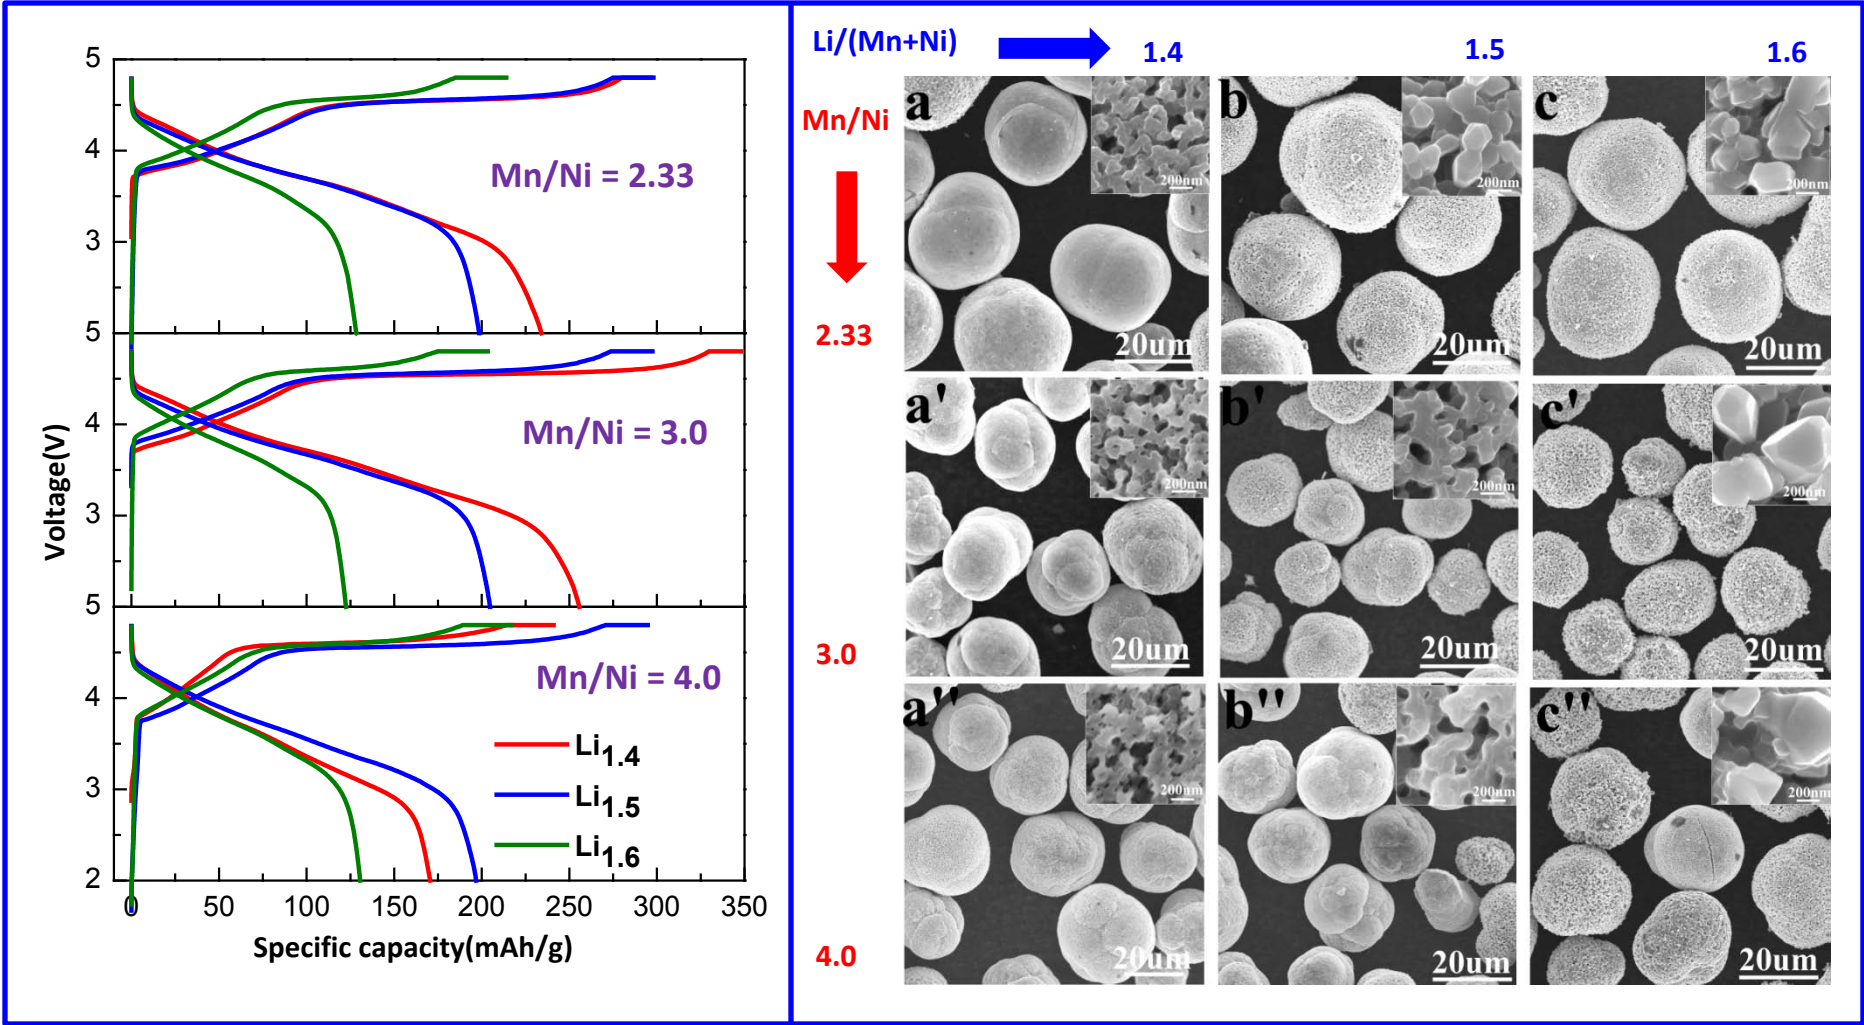 5
4
3
5
4
3
5
4
3
2
0 50 100 150 200 250 300 350
Voltage(V)
Specific capacity(mAh/g)
Mn/Ni = 2.33
Mn/Ni = 3.0
Mn/Ni = 4.0
Li1.4
Li1.5
Li1.6
Li/(Mn+Ni) 1.4 1.5 1.6
Mn/Ni
2.33
3.0
4.0
a 200nm 20um
b 200nm 20um
c 200nm 20um
a' 200nm 20um
b' 200nm 20um
c' 200nm 20um
a'' 200nm 20um
b'' 200nm 20um
c'' 200nm 20um